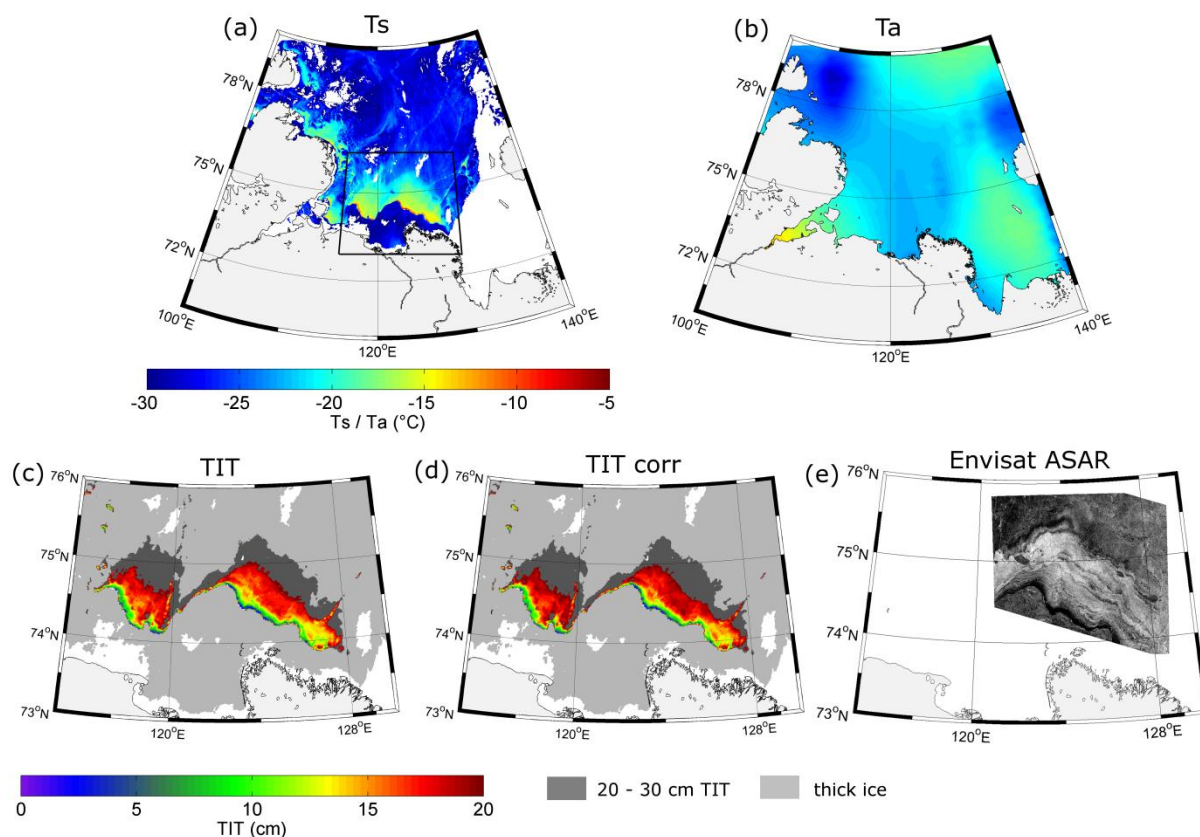 (a) Ts
(b) Ta
78°N
75°N
72°N
100°E
120°E
140°E
78°N
75°N
72°N
100°E
120°E
140°E
-30 -25 -20 -15 -10 -5
Ts / Ta (°C)
(c) TIT
(d) TIT corr
(e) Envisat ASAR
76°N
75°N
74°N
73°N
120°E
128°E
76°N
75°N
74°N
73°N
120°E
128°E
76°N
75°N
74°N
73°N
120°E
128°E
0 5 10 15 20
TIT (cm)
20 - 30 cm TIT
thick ice